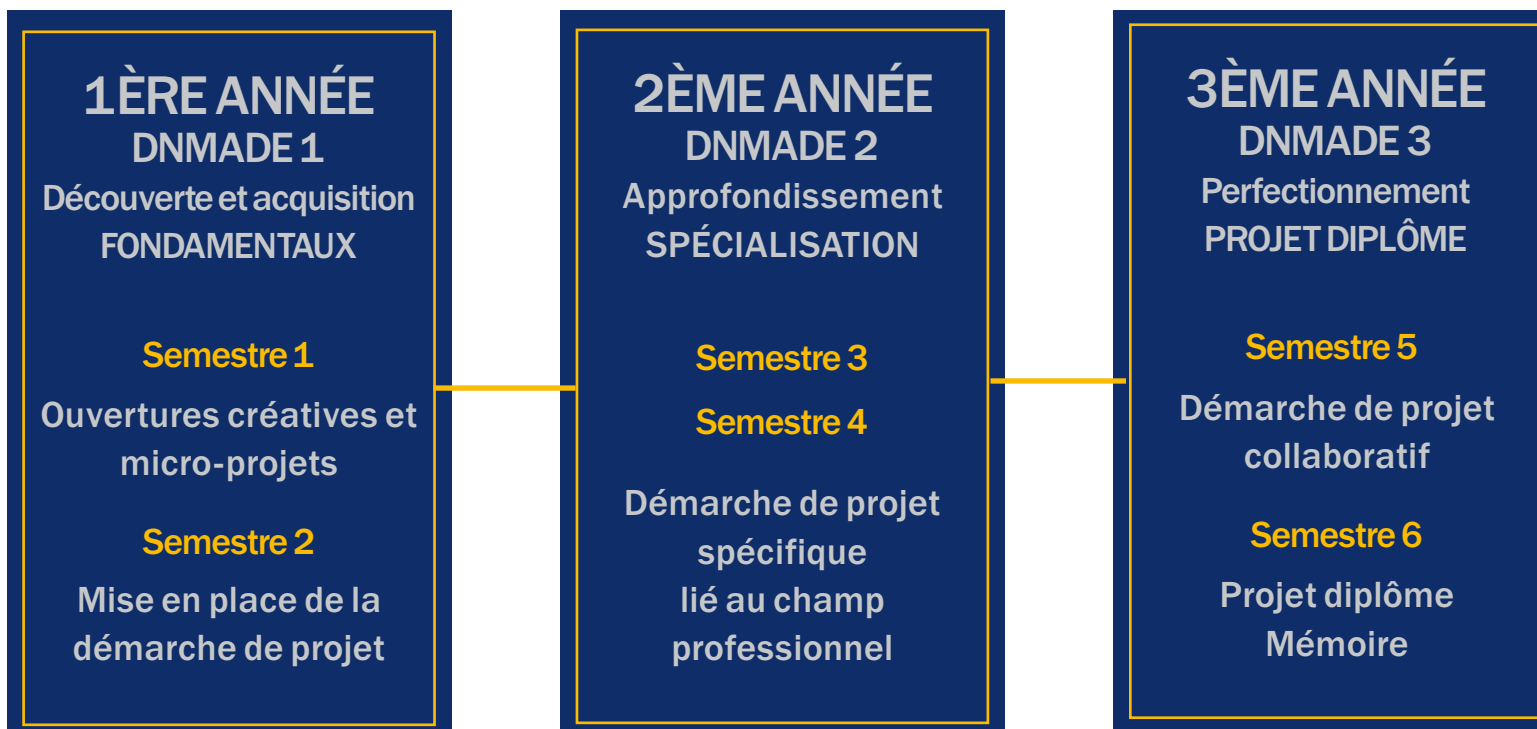 1ÈRE ANNÉE
DNMADE 1
Découverte et acquisition
FONDAMENTAUX
Semestre 1
Ouvertures créatives et
micro-projets
Semestre 2
Mise en place de la
démarche de projet
2ÈME ANNÉE
DNMADE 2
Approfondissement
SPÉCIALISATION
Semestre 3
Semestre 4
Démarche de projet
spécifique
lié au champ
professionnel
3ÈME ANNÉE
DNMADE 3
Perfectionnement
PROJET DIPLÔME
Semestre 5
Démarche de projet
collaboratif
Semestre 6
Projet diplôme
Mémoire